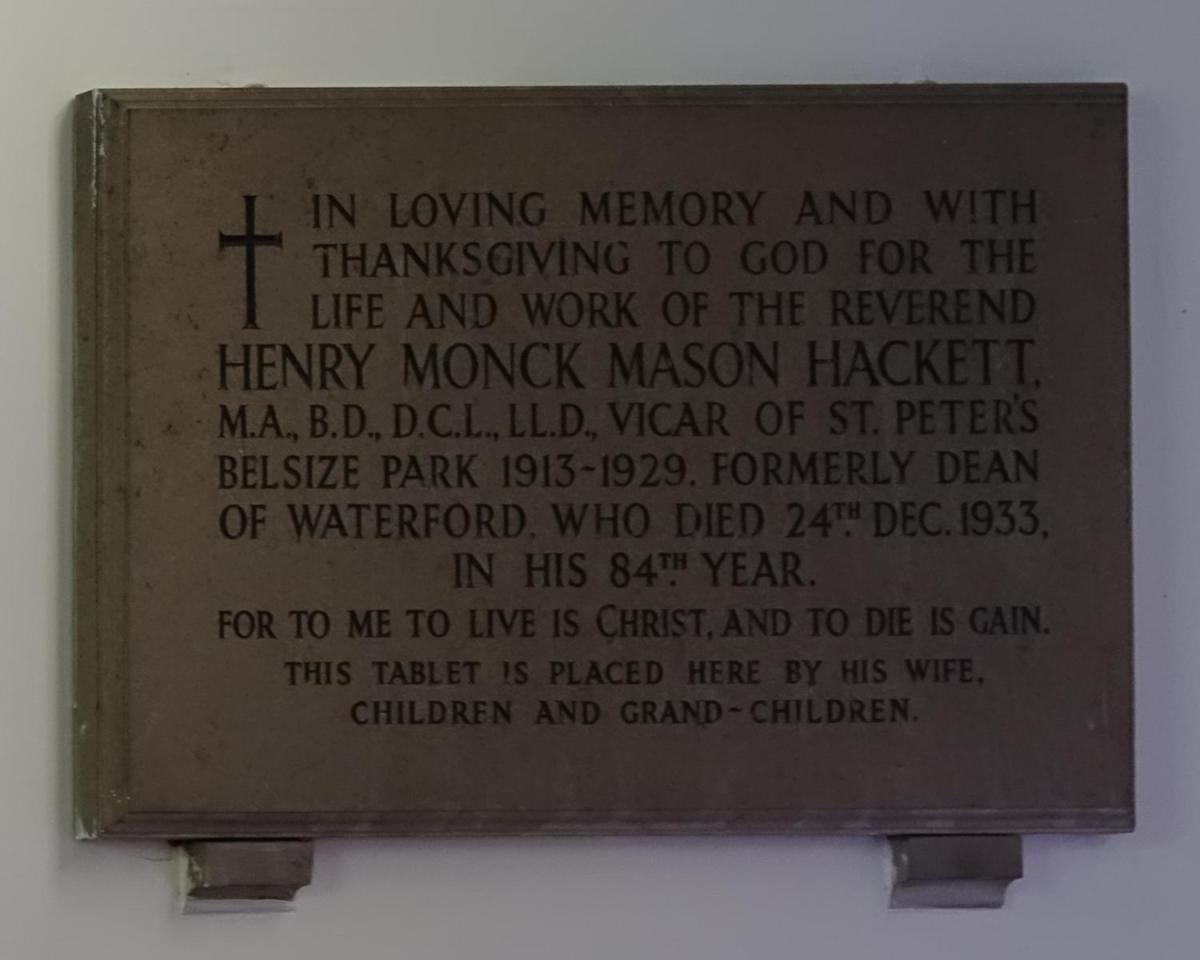 IN LOVING MEMORY AND WITH
THANKSGIVING TO GOD FOR THE
LIFE AND WORK OF THE REVEREND
HENRY MONCK MASON HACKETT,
M.A., B.D., D.C.L., LL.D., VICAR OF ST. PETER'S
BELSIZE PARK 1913-1929. FORMERLY DEAN
OF WATERFORD. WHO DIED 24TH. DEC. 1933,
IN HIS 84TH. YEAR.
FOR TO ME TO LIVE IS CHRIST, AND TO DIE IS GAIN.
THIS TABLET IS PLACED HERE BY HIS WIFE,
CHILDREN AND GRAND-CHILDREN.